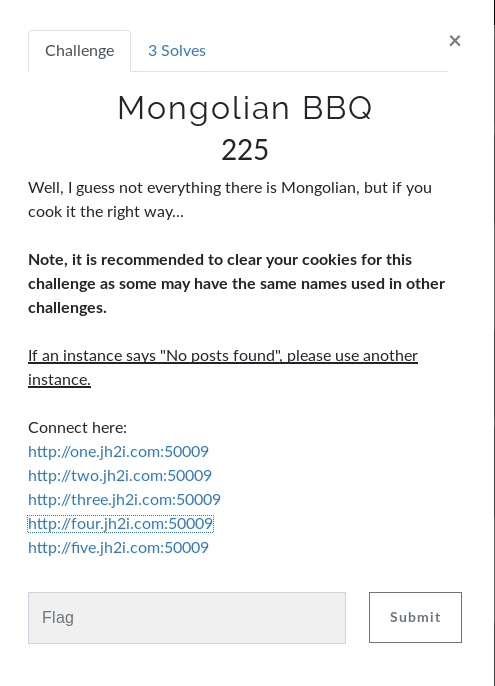 Challenge
3 Solves
×
Mongolian BBQ
225
Well, I guess not everything there is Mongolian, but if you
cook it the right way...
Note, it is recommended to clear your cookies for this
challenge as some may have the same names used in other
challenges.
If an instance says "No posts found", please use another
instance.
Connect here:
http://one.jh2i.com:50009
http://two.jh2i.com:50009
http://three.jh2i.com:50009
http://four.jh2i.com:50009
http://five.jh2i.com:50009
Flag
Submit